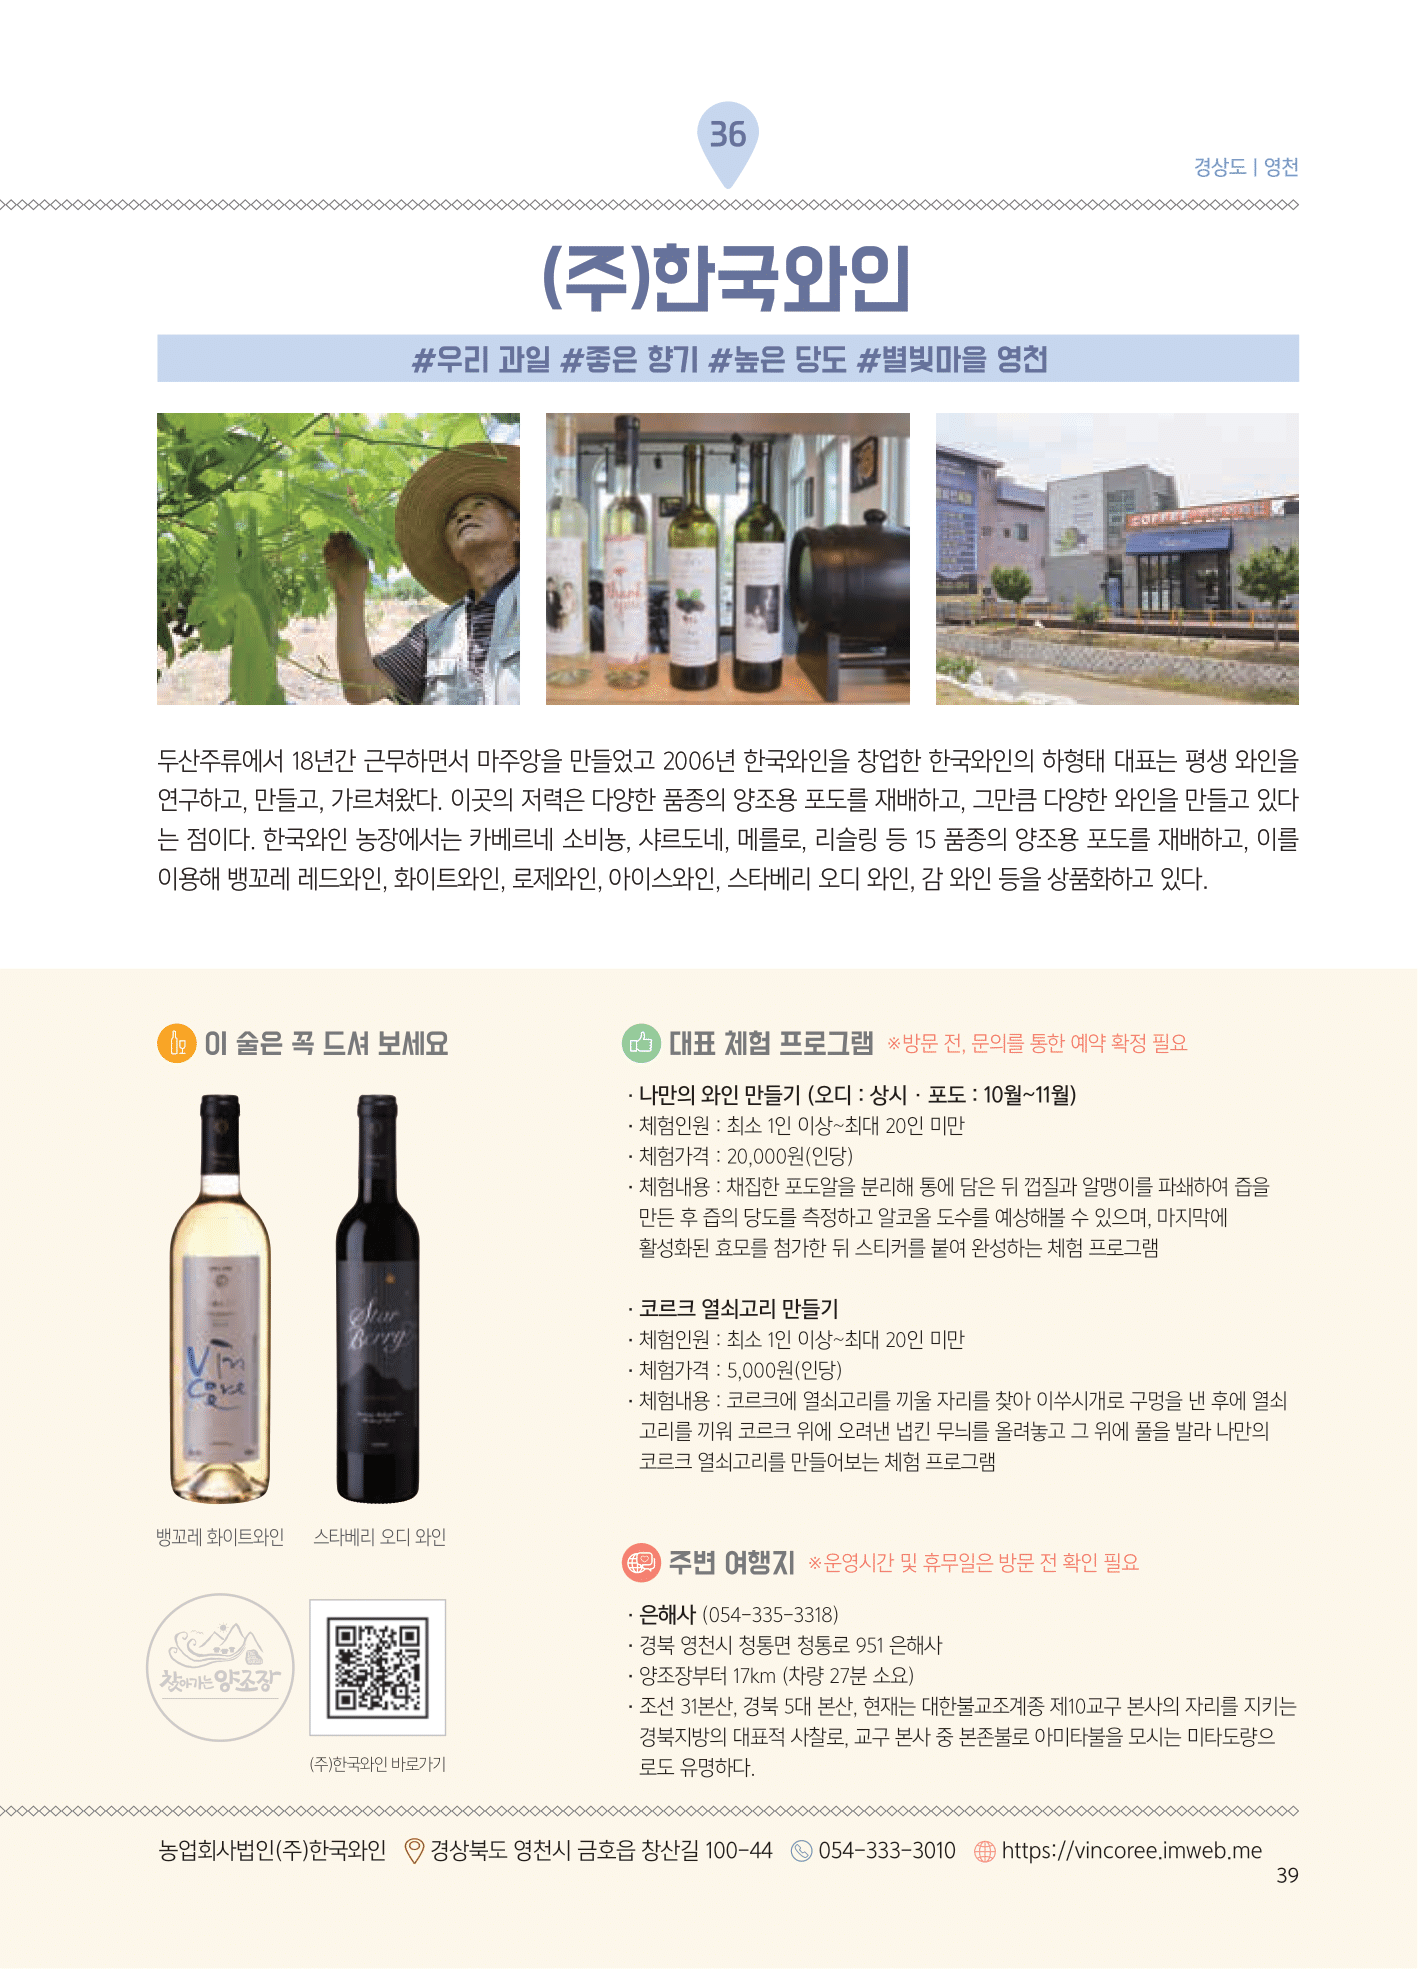 36
경상도 | 영천
(주)한국와인
#우리 과일 #좋은 향기 #높은 당도 #별빛마을 영천
두산주류에서 18년간 근무하면서 마주앙을 만들었고 2006년 한국와인을 창업한 한국와인의 하형태 대표는 평생 와인을
연구하고, 만들고, 가르쳐왔다. 이곳의 저력은 다양한 품종의 양조용 포도를 재배하고, 그만큼 다양한 와인을 만들고 있다
는 점이다. 한국와인 농장에서는 카베르네 소비뇽, 샤르도네, 메를로, 리슬링 등 15 품종의 양조용 포도를 재배하고, 이를
이용해 뱅꼬레 레드와인, 화이트와인, 로제와인, 아이스와인, 스타베리 오디 와인, 감 와인 등을 상품화하고 있다.
이 술은 꼭 드셔 보세요
Vin
Core
Star
Berry
뱅꼬레 화이트와인
스타베리 오디 와인
찾아가는 양조장
(주)한국와인 바로가기
대표 체험 프로그램 ※방문 전, 문의를 통한 예약 확정 필요
· 나만의 와인 만들기 (오디 : 상시 · 포도 : 10월~11월)
· 체험인원 : 최소 1인 이상~최대 20인 미만
· 체험가격 : 20,000원(인당)
· 체험내용 : 채집한 포도알을 분리해 통에 담은 뒤 껍질과 알맹이를 파쇄하여 즙을
만든 후 즙의 당도를 측정하고 알코올 도수를 예상해볼 수 있으며, 마지막에
활성화된 효모를 첨가한 뒤 스티커를 붙여 완성하는 체험 프로그램
· 코르크 열쇠고리 만들기
· 체험인원 : 최소 1인 이상~최대 20인 미만
· 체험가격 : 5,000원(인당)
· 체험내용 : 코르크에 열쇠고리를 끼울 자리를 찾아 이쑤시개로 구멍을 낸 후에 열쇠
고리를 끼워 코르크 위에 오려낸 냅킨 무늬를 올려놓고 그 위에 풀을 발라 나만의
코르크 열쇠고리를 만들어보는 체험 프로그램
주변 여행지 ※운영시간 및 휴무일은 방문 전 확인 필요
· 은해사 (054-335-3318)
· 경북 영천시 청통면 청통로 951 은해사
· 양조장부터 17km (차량 27분 소요)
· 조선 31본산, 경북 5대 본산, 현재는 대한불교조계종 제10교구 본사의 자리를 지키는
경북지방의 대표적 사찰로, 교구 본사 중 본존불로 아미타불을 모시는 미타도량으
로도 유명하다.
농업회사법인(주)한국와인 경상북도 영천시 금호읍 창산길 100-44 054-333-3010 https://vincoree.imweb.me
39